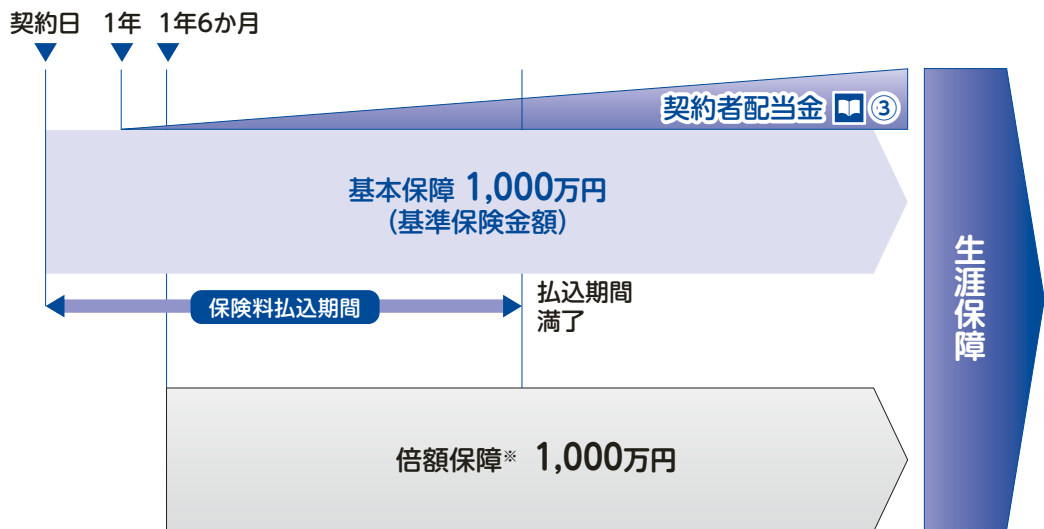 契約日 1年 1年6か月
契約者配当金 ③
基本保障 1,000万円
(基準保険金額)
保険料払込期間
払込期間
満了
倍額保障※ 1,000万円
生涯保障